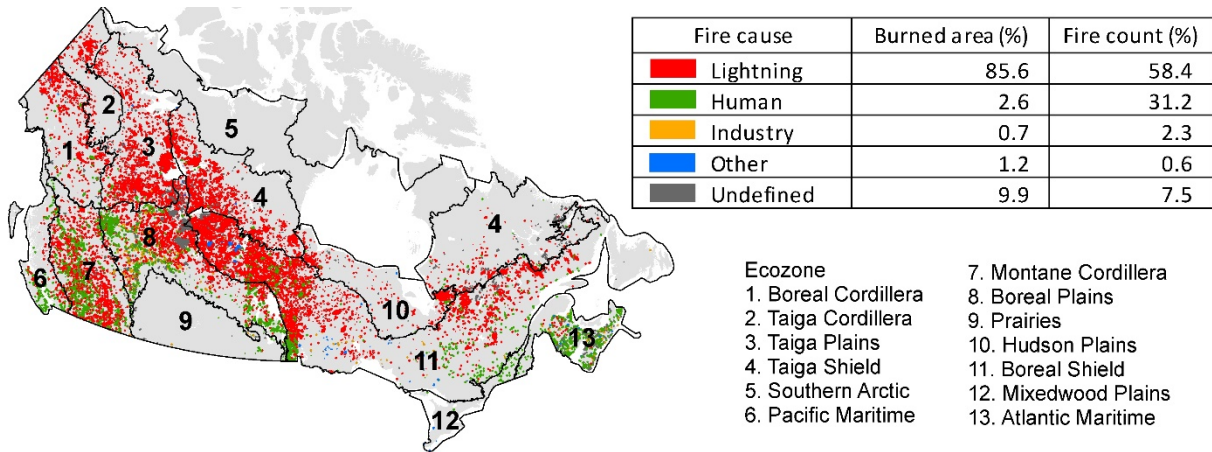 Fire cause Burned area (%) Fire count (%)
Lightning 85.6 58.4
Human 2.6 31.2
Industry 0.7 2.3
Other 1.2 0.6
Undefined 9.9 7.5
2
5
1
3
4
4
8
6
7
10
9
13
11
12
Ecozone
1. Boreal Cordillera
2. Taiga Cordillera
3. Taiga Plains
4. Taiga Shield
5. Southern Arctic
6. Pacific Maritime
7. Montane Cordillera
8. Boreal Plains
9. Prairies
10. Hudson Plains
11. Boreal Shield
12. Mixedwood Plains
13. Atlantic Maritime